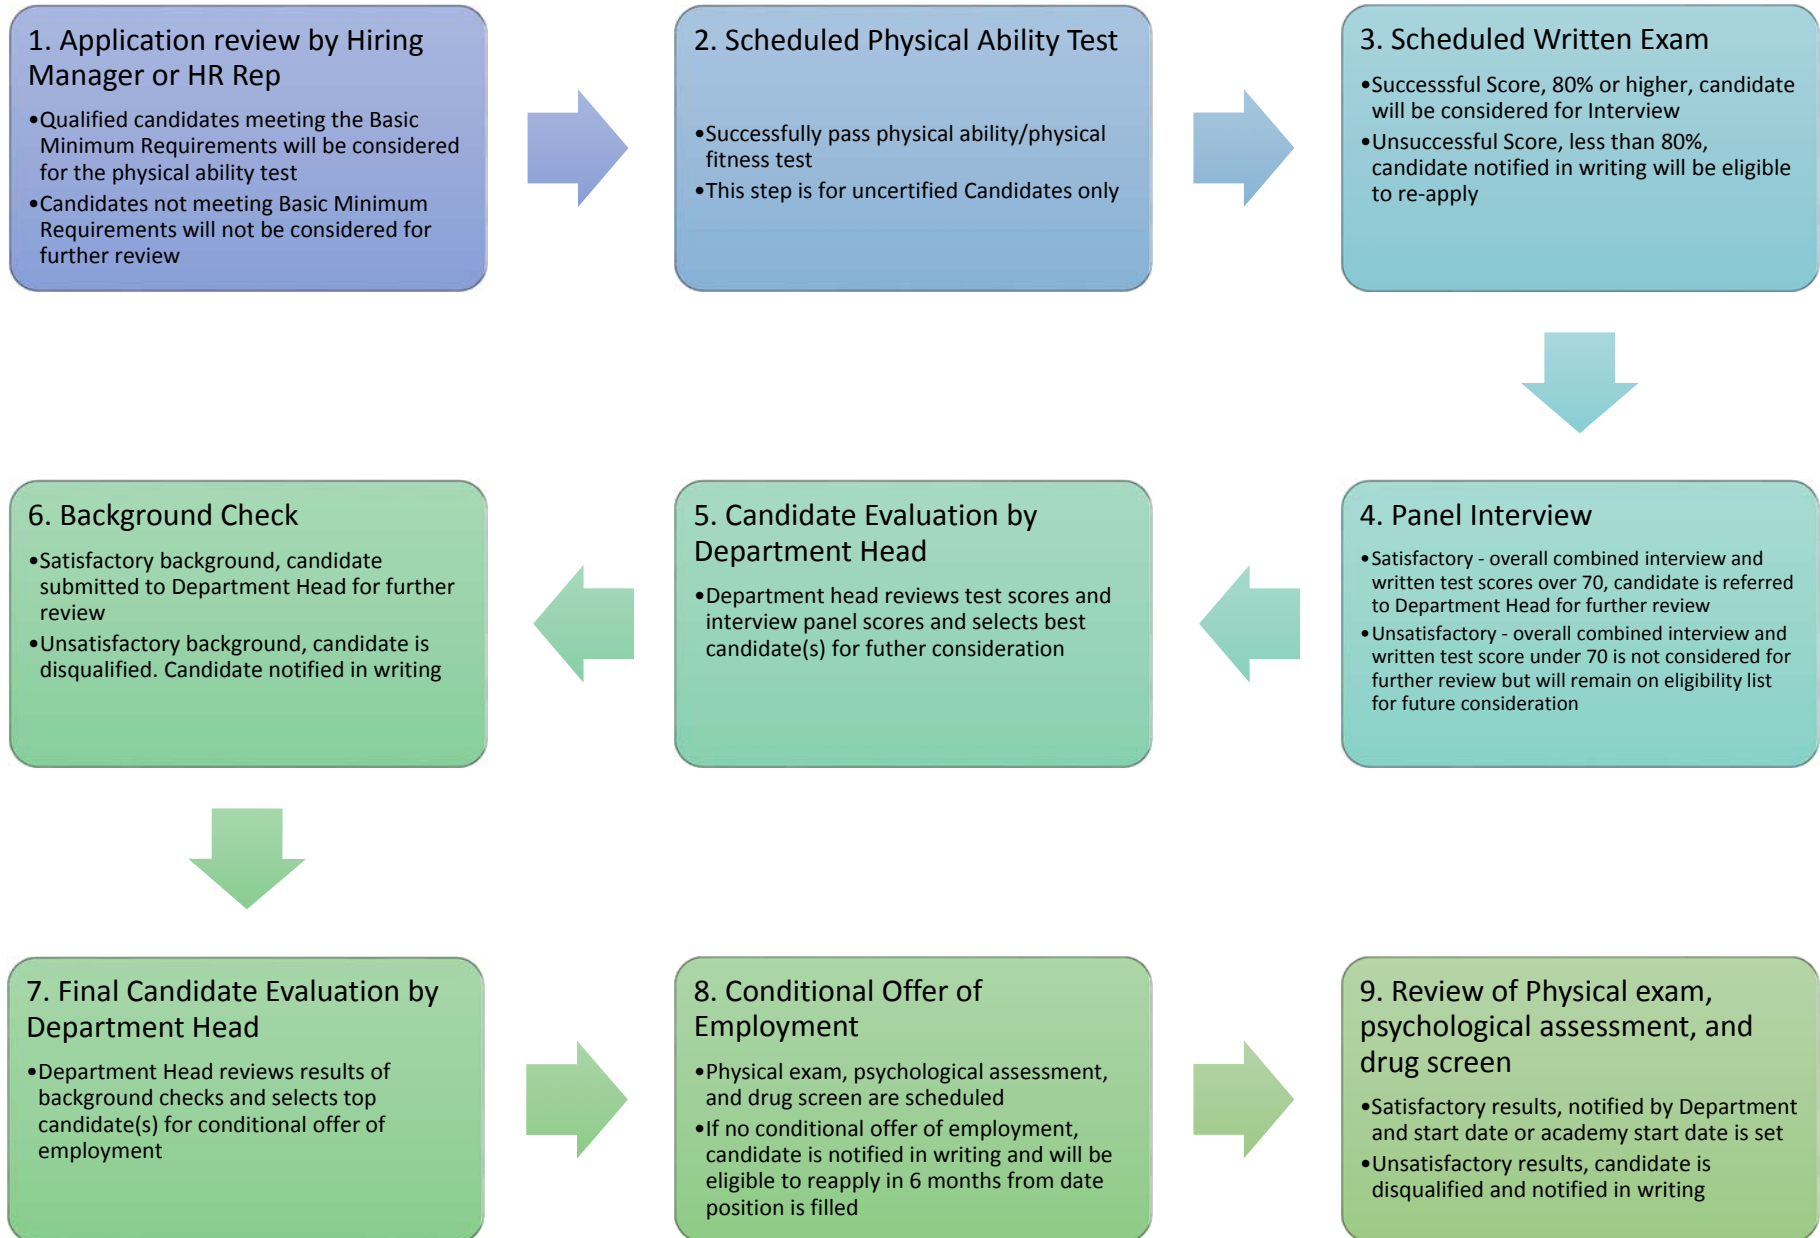 1. Application review by Hiring
Manager or HR Rep
•Qualified candidates meeting the Basic
Minimum Requirements will be considered
for the physical ability test
•Candidates not meeting Basic Minimum
Requirements will not be considered for
further review
2. Scheduled Physical Ability Test
•Successfully pass physical ability/physical
fitness test
•This step is for uncertified Candidates only
3. Scheduled Written Exam
•Successsful Score, 80% or higher, candidate
will be considered for Interview
•Unsuccessful Score, less than 80%,
candidate notified in writing will be eligible
to re-apply
4. Panel Interview
•Satisfactory - overall combined interview and
written test scores over 70, candidate is referred
to Department Head for further review
•Unsatisfactory - overall combined interview and
written test score under 70 is not considered for
further review but will remain on eligibility list
for future consideration
5. Candidate Evaluation by
Department Head
•Department head reviews test scores and
interview panel scores and selects best
candidate(s) for futher consideration
6. Background Check
•Satisfactory background, candidate
submitted to Department Head for further
review
•Unsatisfactory background, candidate is
disqualified. Candidate notified in writing
7. Final Candidate Evaluation by
Department Head
•Department Head reviews results of
background checks and selects top
candidate(s) for conditional offer of
employment
8. Conditional Offer of
Employment
•Physical exam, psychological assessment,
and drug screen are scheduled
•If no conditional offer of employment,
candidate is notified in writing and will be
eligible to reapply in 6 months from date
position is filled
9. Review of Physical exam,
psychological assessment, and
drug screen
•Satisfactory results, notified by Department
and start date or academy start date is set
•Unsatisfactory results, candidate is
disqualified and notified in writing